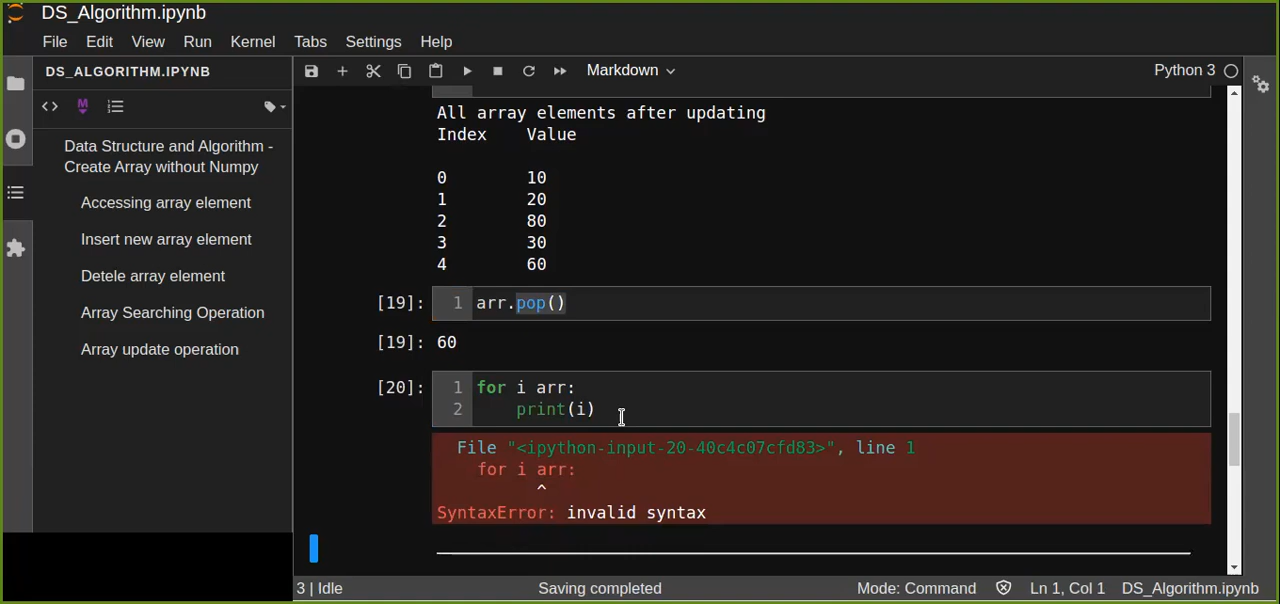 DS_Algorithm.ipynb
File Edit View Run Kernel Tabs Settings Help
DS_ALGORITHM.IPYNB
Markdown
Python 3
<> M
Data Structure and Algorithm -
Create Array without Numpy
Accessing array element
Insert new array element
Detele array element
Array Searching Operation
Array update operation
All array elements after updating
Index Value
0 10
1 20
2 80
3 30
4 60
[19]: 1 arr.pop()
[19]: 60
[20]: 1 for i arr:
2 print(i)
File "<ipython-input-20-40c4c07cfd83>", line 1
for i arr:
^
SyntaxError: invalid syntax
3 | Idle Saving completed Mode: Command Ln 1, Col 1 DS_Algorithm.ipynb